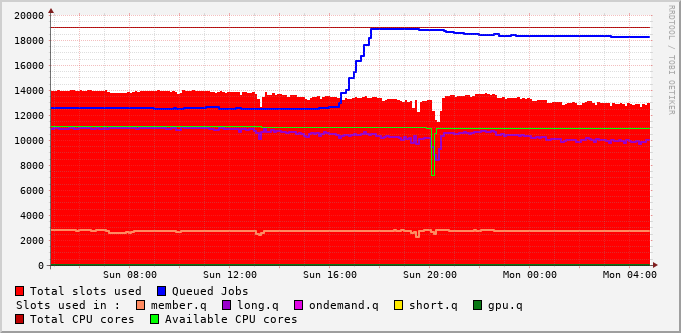 20000
18000
16000
14000
12000
10000
8000
6000
4000
2000
0
Sun 08:00 Sun 12:00 Sun 16:00 Sun 20:00 Mon 00:00 Mon 04:00
Total slots used Queued Jobs
Slots used in : member.q long.q ondemand.q short.q gpu.q
Total CPU cores Available CPU cores
RRDTOOL / TOBI OETIKER